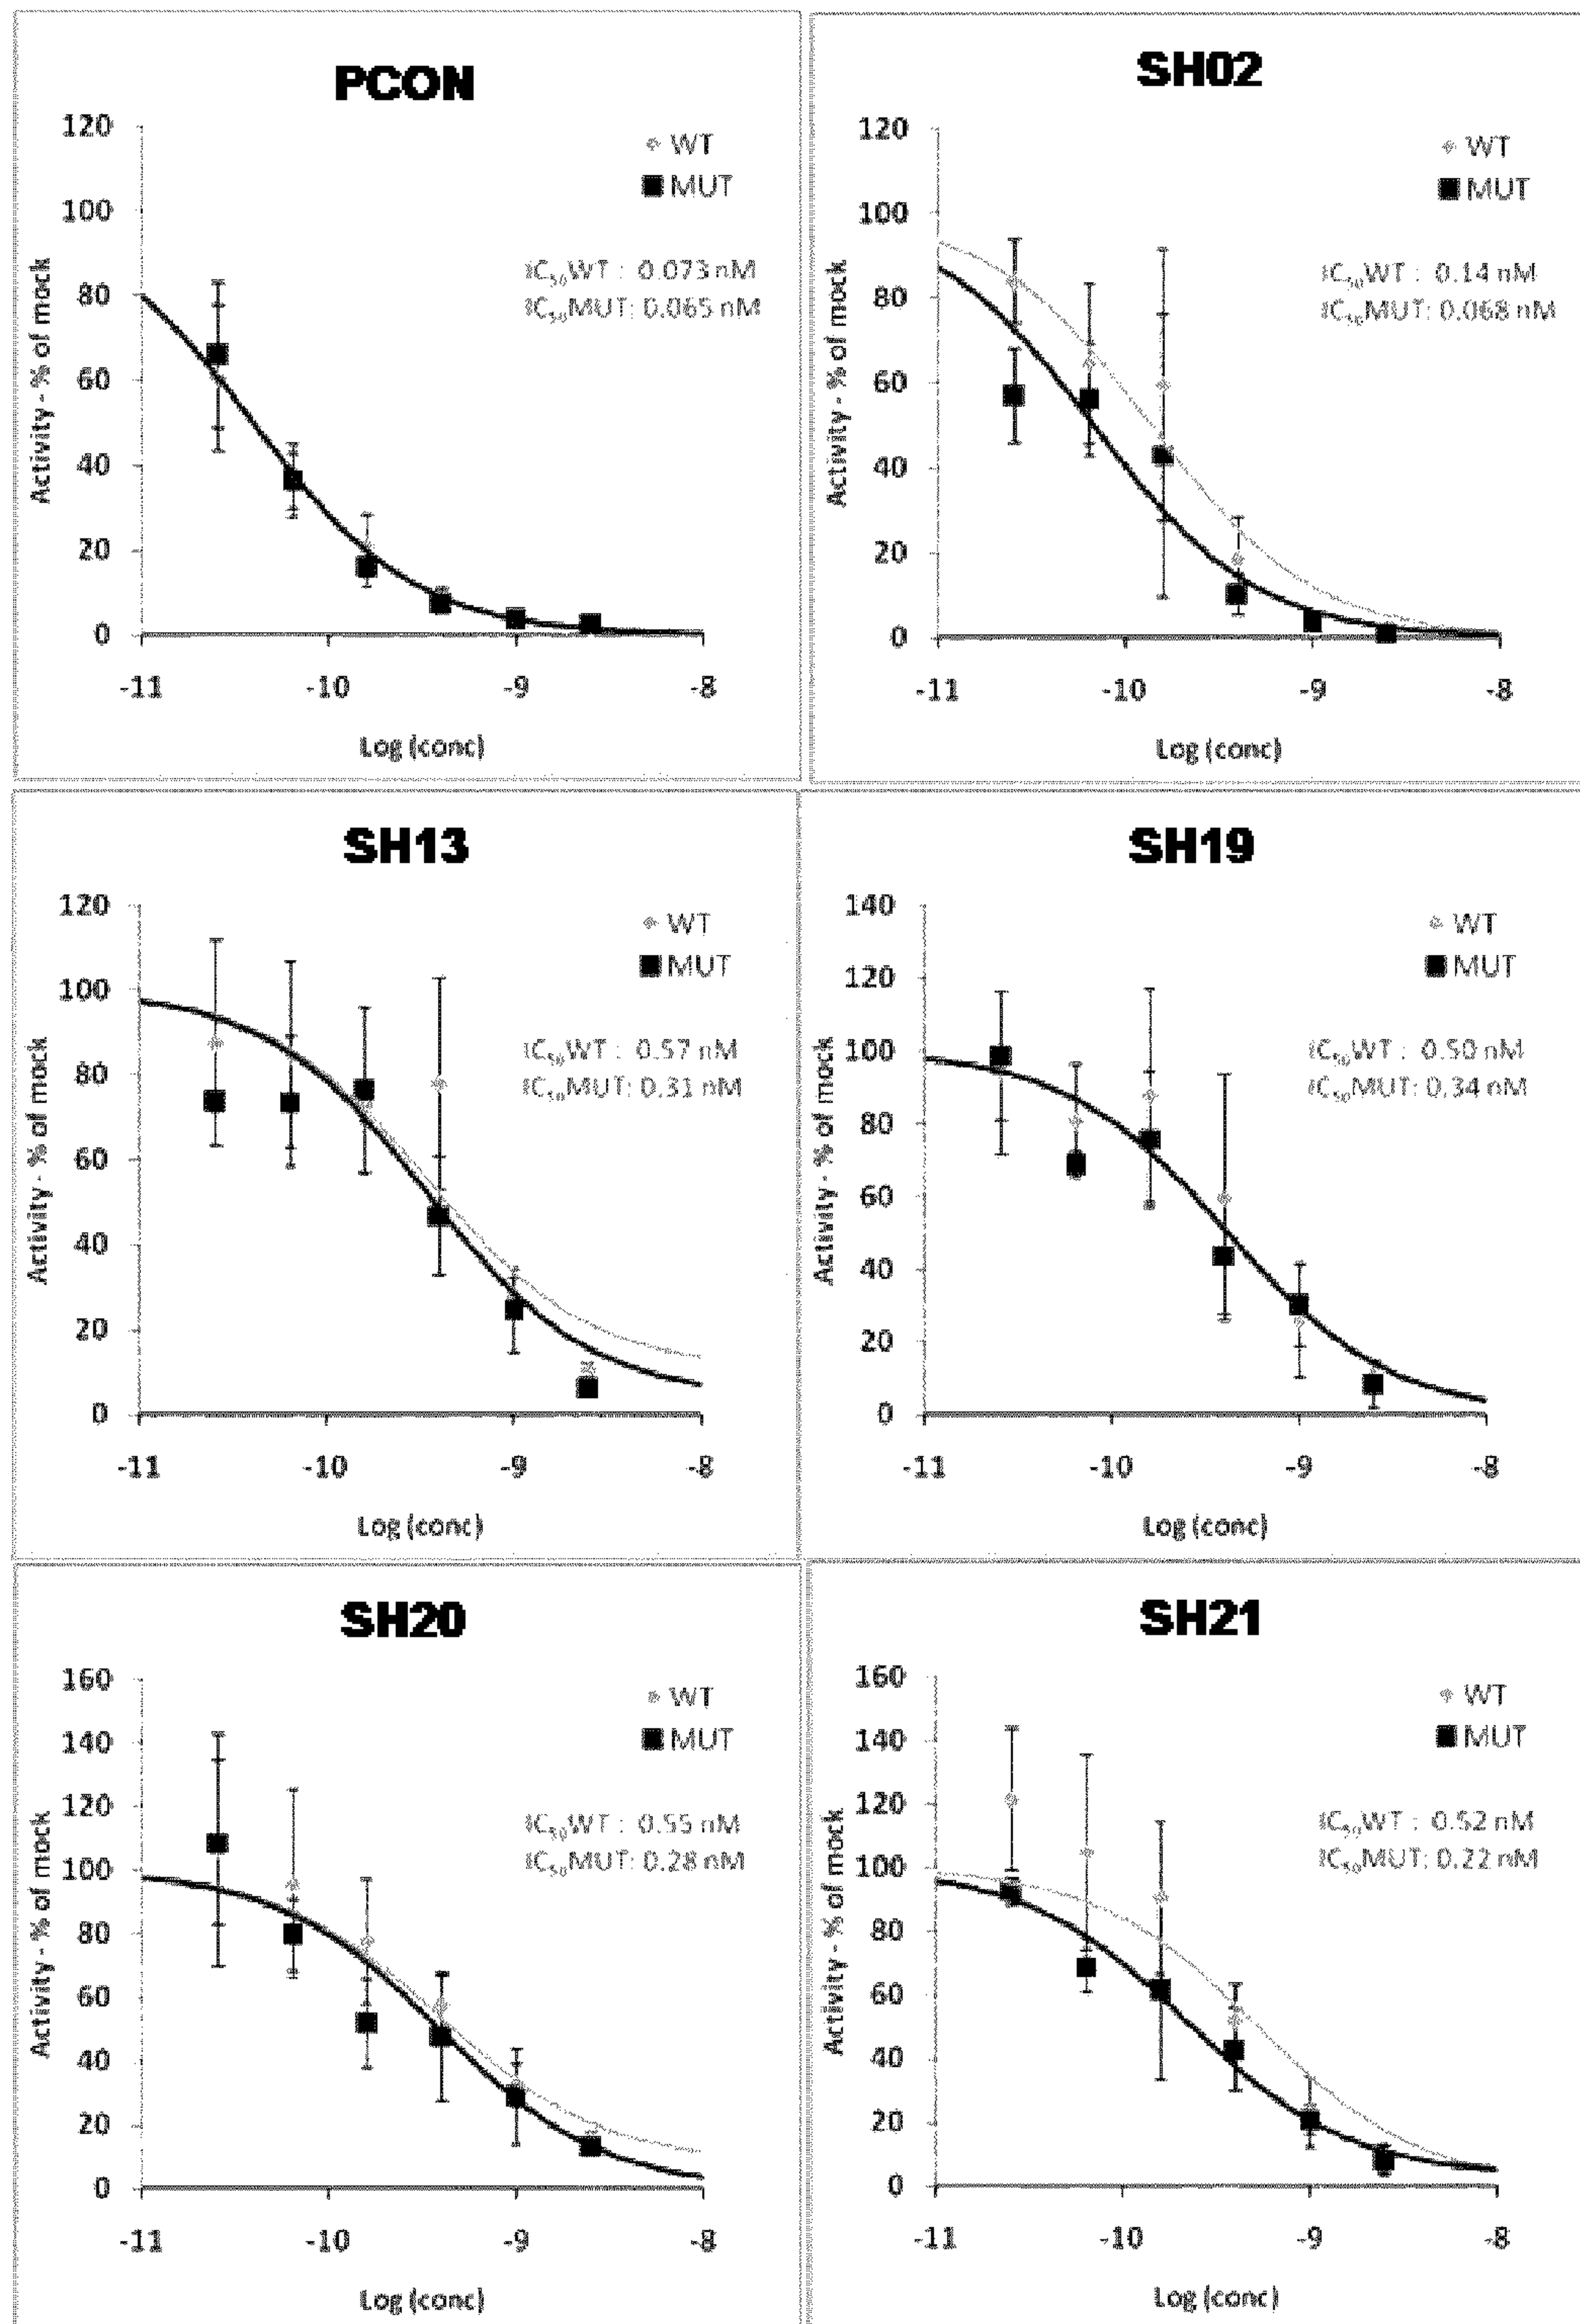 PCON
120
100
80
60
40
20
0
-11 -10 -9 -8
Activity - % of mock
Log (conc)
WT
MUT
IC50WT : 0.073 nM
IC50MUT: 0.065 nM
SH02
120
100
80
60
40
20
0
-11 -10 -9 -8
Activity - % of mock
Log (conc)
WT
MUT
IC50WT : 0.14 nM
IC50MUT: 0.068 nM
SH13
120
100
80
60
40
20
0
-11 -10 -9 -8
Activity - % of mock
Log (conc)
WT
MUT
IC50WT : 0.57 nM
IC50MUT: 0.31 nM
SH19
140
120
100
80
60
40
20
0
-11 -10 -9 -8
Activity - % of mock
Log (conc)
WT
MUT
IC50WT : 0.50 nM
IC50MUT: 0.34 nM
SH20
160
140
120
100
80
60
40
20
0
-11 -10 -9 -8
Activity - % of mock
Log (conc)
WT
MUT
IC50WT : 0.55 nM
IC50MUT: 0.28 nM
SH21
160
140
120
100
80
60
40
20
0
-11 -10 -9 -8
Activity - % of mock
Log (conc)
WT
MUT
IC50WT : 0.52 nM
IC50MUT: 0.22 nM